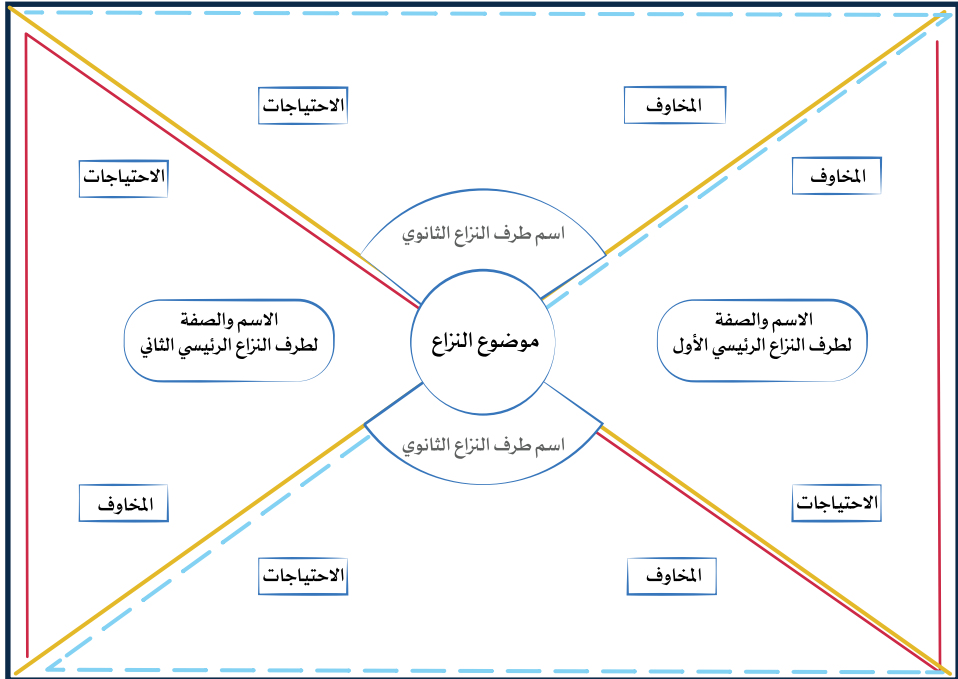 المخاوف
الاحتياجات
المخاوف
الاحتياجات
اسم طرف النزاع الثانوي
الاسم والصفة
لطرف النزاع الرئيسي الأول
موضوع النزاع
الاسم والصفة
لطرف النزاع الرئيسي الثاني
اسم طرف النزاع الثانوي
الاحتياجات
المخاوف
المخاوف
الاحتياجات